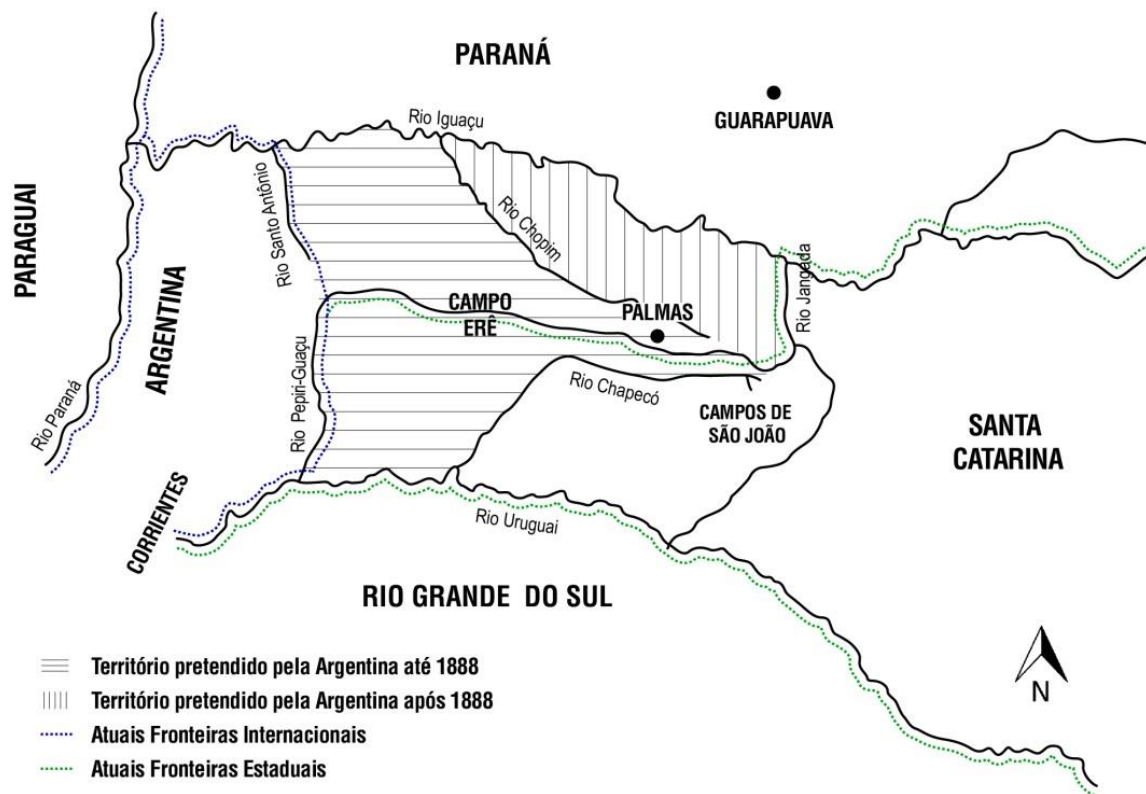 PARANÁ
GUARAPUAVA
Rio Iguaçu
PARAGUAI
ARGENTINA
Rio Santo Antônio
Rio Chopim
Rio Jangada
CAMPO
ERÊ
PALMAS
Rio Paraná
Rio Pepiri-Guaçu
Rio Chapecó
CAMPOS DE
SÃO JOÃO
SANTA
CATARINA
CORRIENTES
Rio Uruguai
RIO GRANDE DO SUL
Território pretendido pela Argentina até 1888
Território pretendido pela Argentina após 1888
Atuais Fronteiras Internacionais
Atuais Fronteiras Estaduais
N